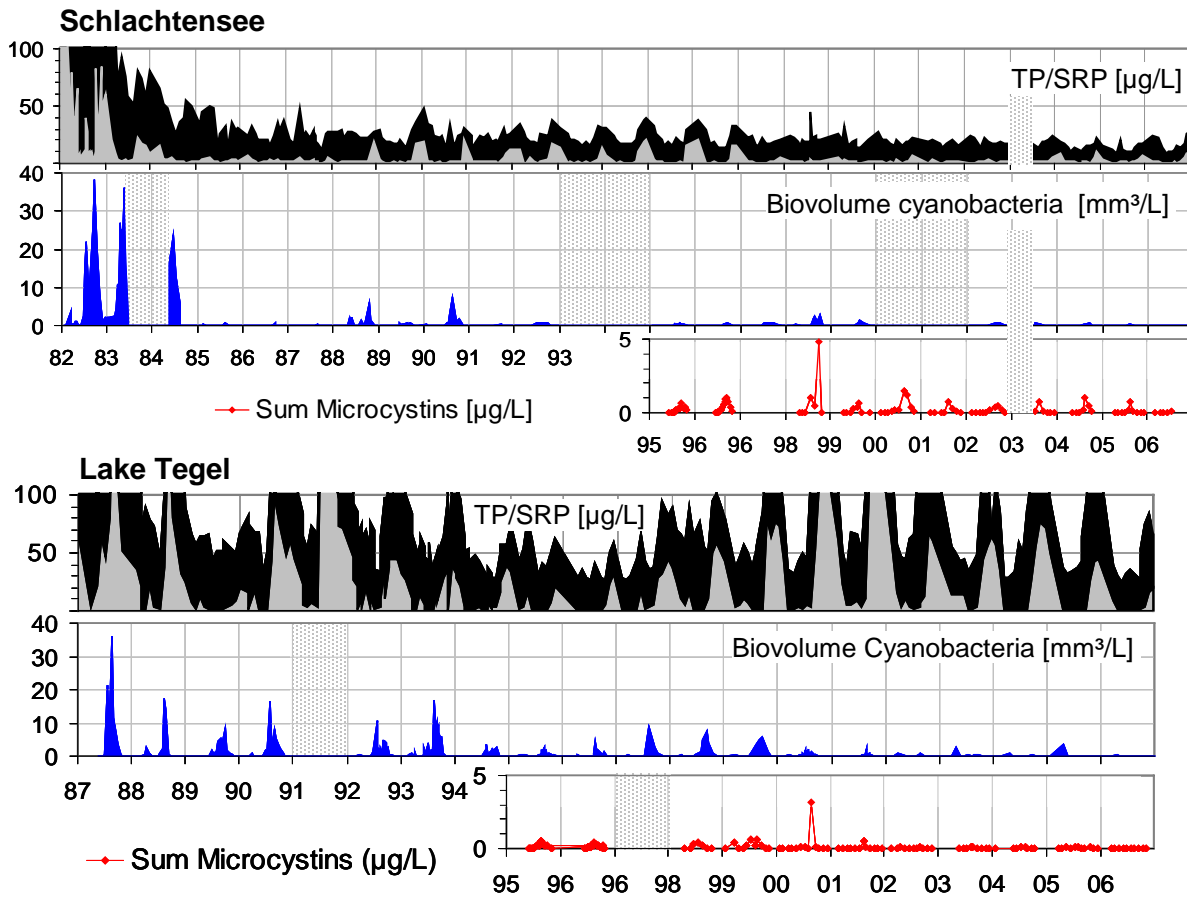 Schlachtensee
100
TP/SRP [µg/L]
50
40
Biovolume cyanobacteria [mm³/L]
30
20
10
0
82 83 84 85 86 87 88 89 90 91 92 93
5
Sum Microcystins [µg/L]
0
95 96 96 98 99 00 01 02 03 04 05 06
Lake Tegel
100
TP/SRP [µg/L]
50
40
Biovolume Cyanobacteria [mm³/L]
30
20
10
0
87 88 89 90 91 92 93 94
5
Sum Microcystins (µg/L)
0
95 96 96 98 99 00 01 02 03 04 05 06